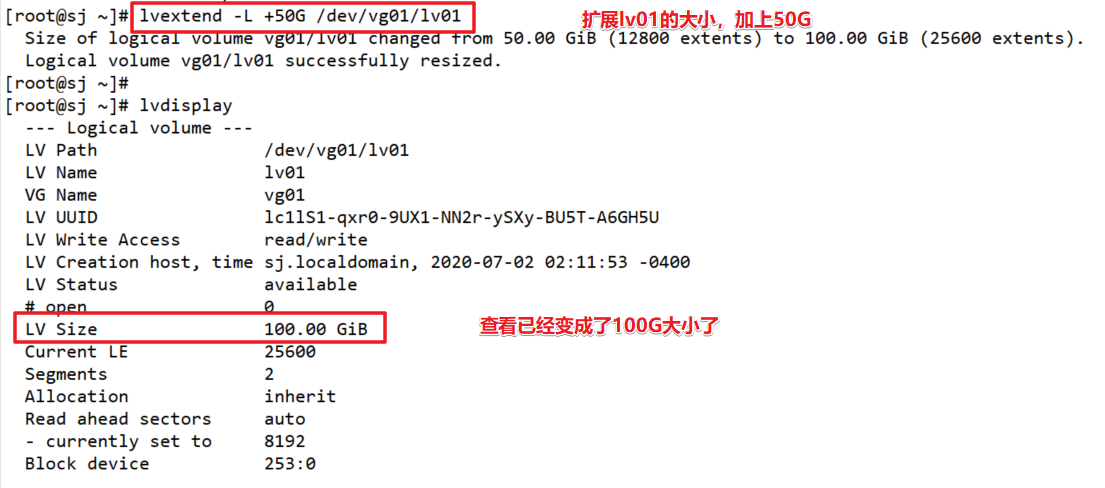 [root@sj ~]# lvextend -L +50G /dev/vg01/lv01 扩展lv01的大小，加上50G
Size of logical volume vg01/lv01 changed from 50.00 GiB (12800 extents) to 100.00 GiB (25600 extents).
Logical volume vg01/lv01 successfully resized.
[root@sj ~]#
[root@sj ~]# lvdisplay
--- Logical volume ---
LV Path /dev/vg01/lv01
LV Name lv01
VG Name vg01
LV UUID lc1lS1-qxr0-9UX1-NN2r-ySXy-BU5T-A6GH5U
LV Write Access read/write
LV Creation host, time sj.localdomain, 2020-07-02 02:11:53 -0400
LV Status available
# open 0
LV Size 100.00 GiB 查看已经变成了100G大小了
Current LE 25600
Segments 2
Allocation inherit
Read ahead sectors auto
- currently set to 8192
Block device 253:0